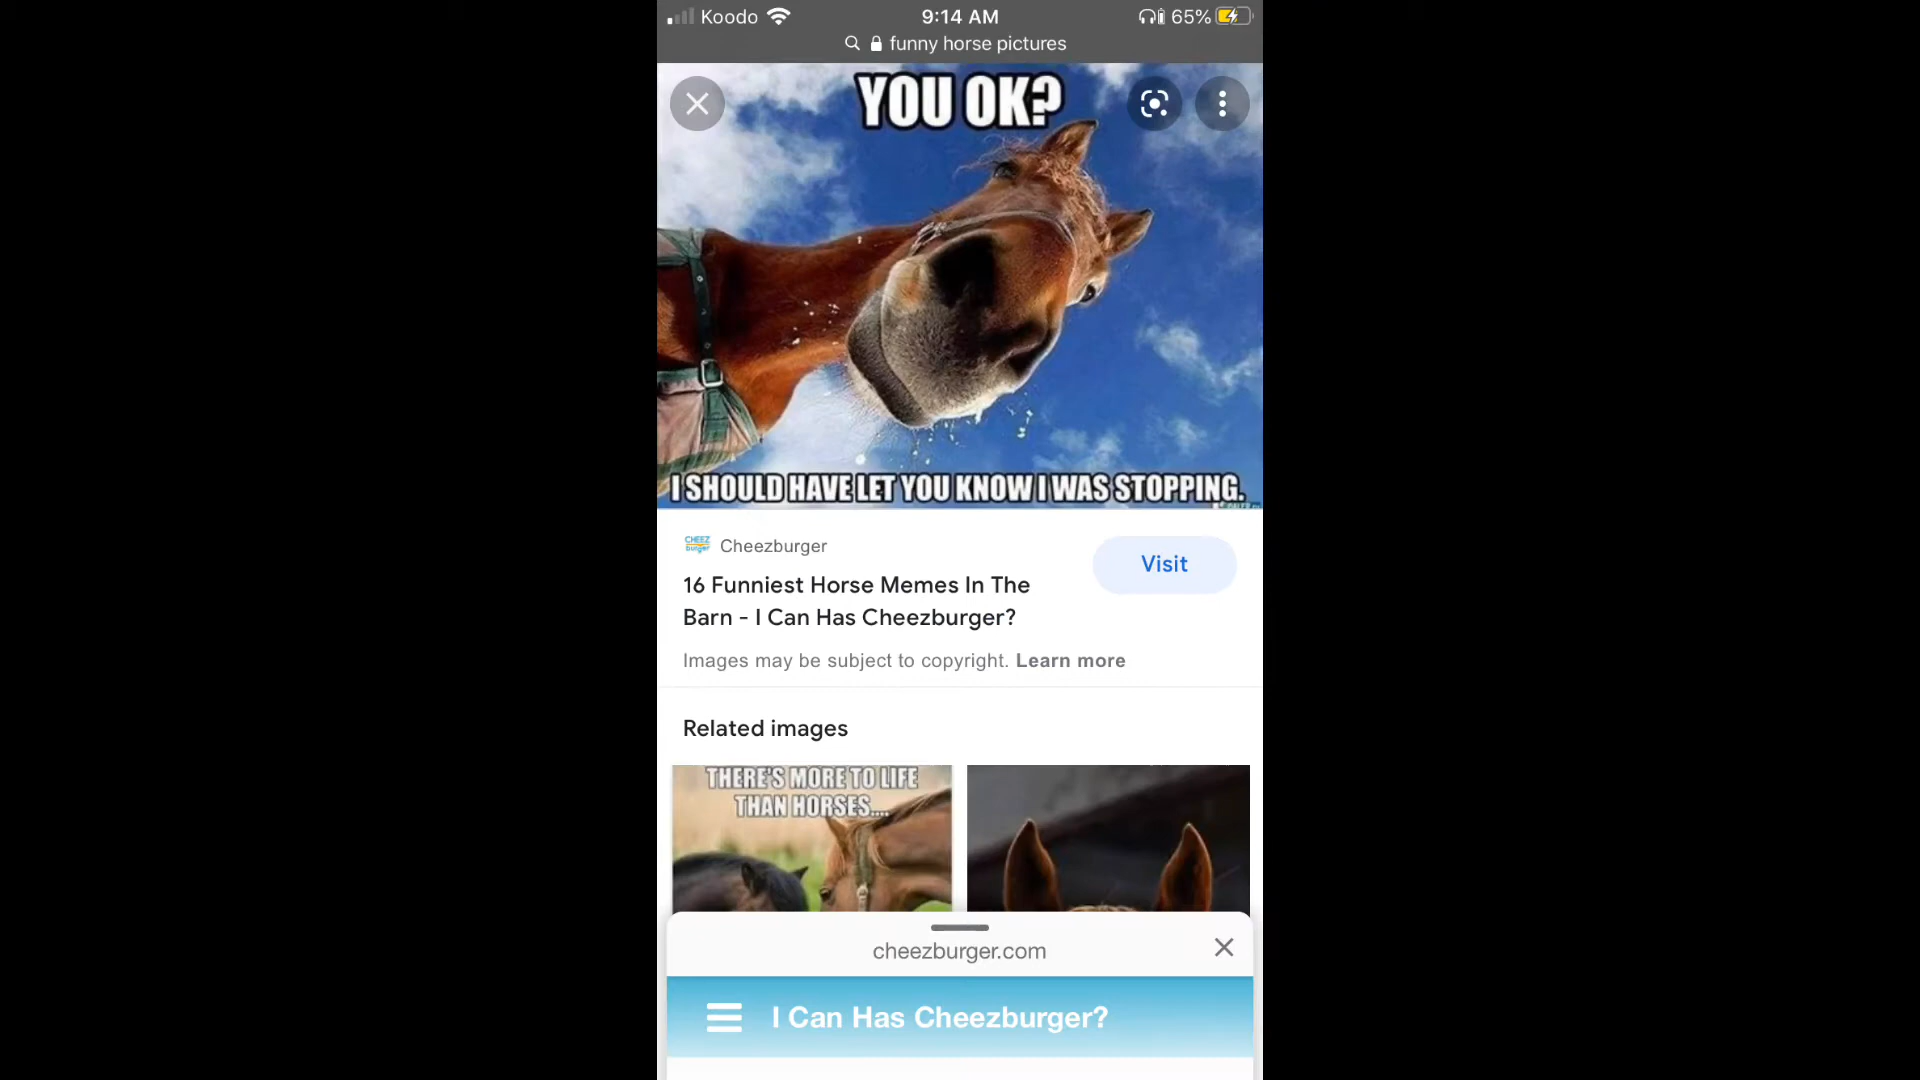 Koodo
9:14 AM
65%
funny horse pictures
YOU OK?
I SHOULD HAVE LET YOU KNOW I WAS STOPPING.
CHEEZ
burger
Cheezburger
Visit
16 Funniest Horse Memes In The
Barn - I Can Has Cheezburger?
Images may be subject to copyright. Learn more
Related images
THERE'S MORE TO LIFE
THAN HORSES....
cheezburger.com
I Can Has Cheezburger?